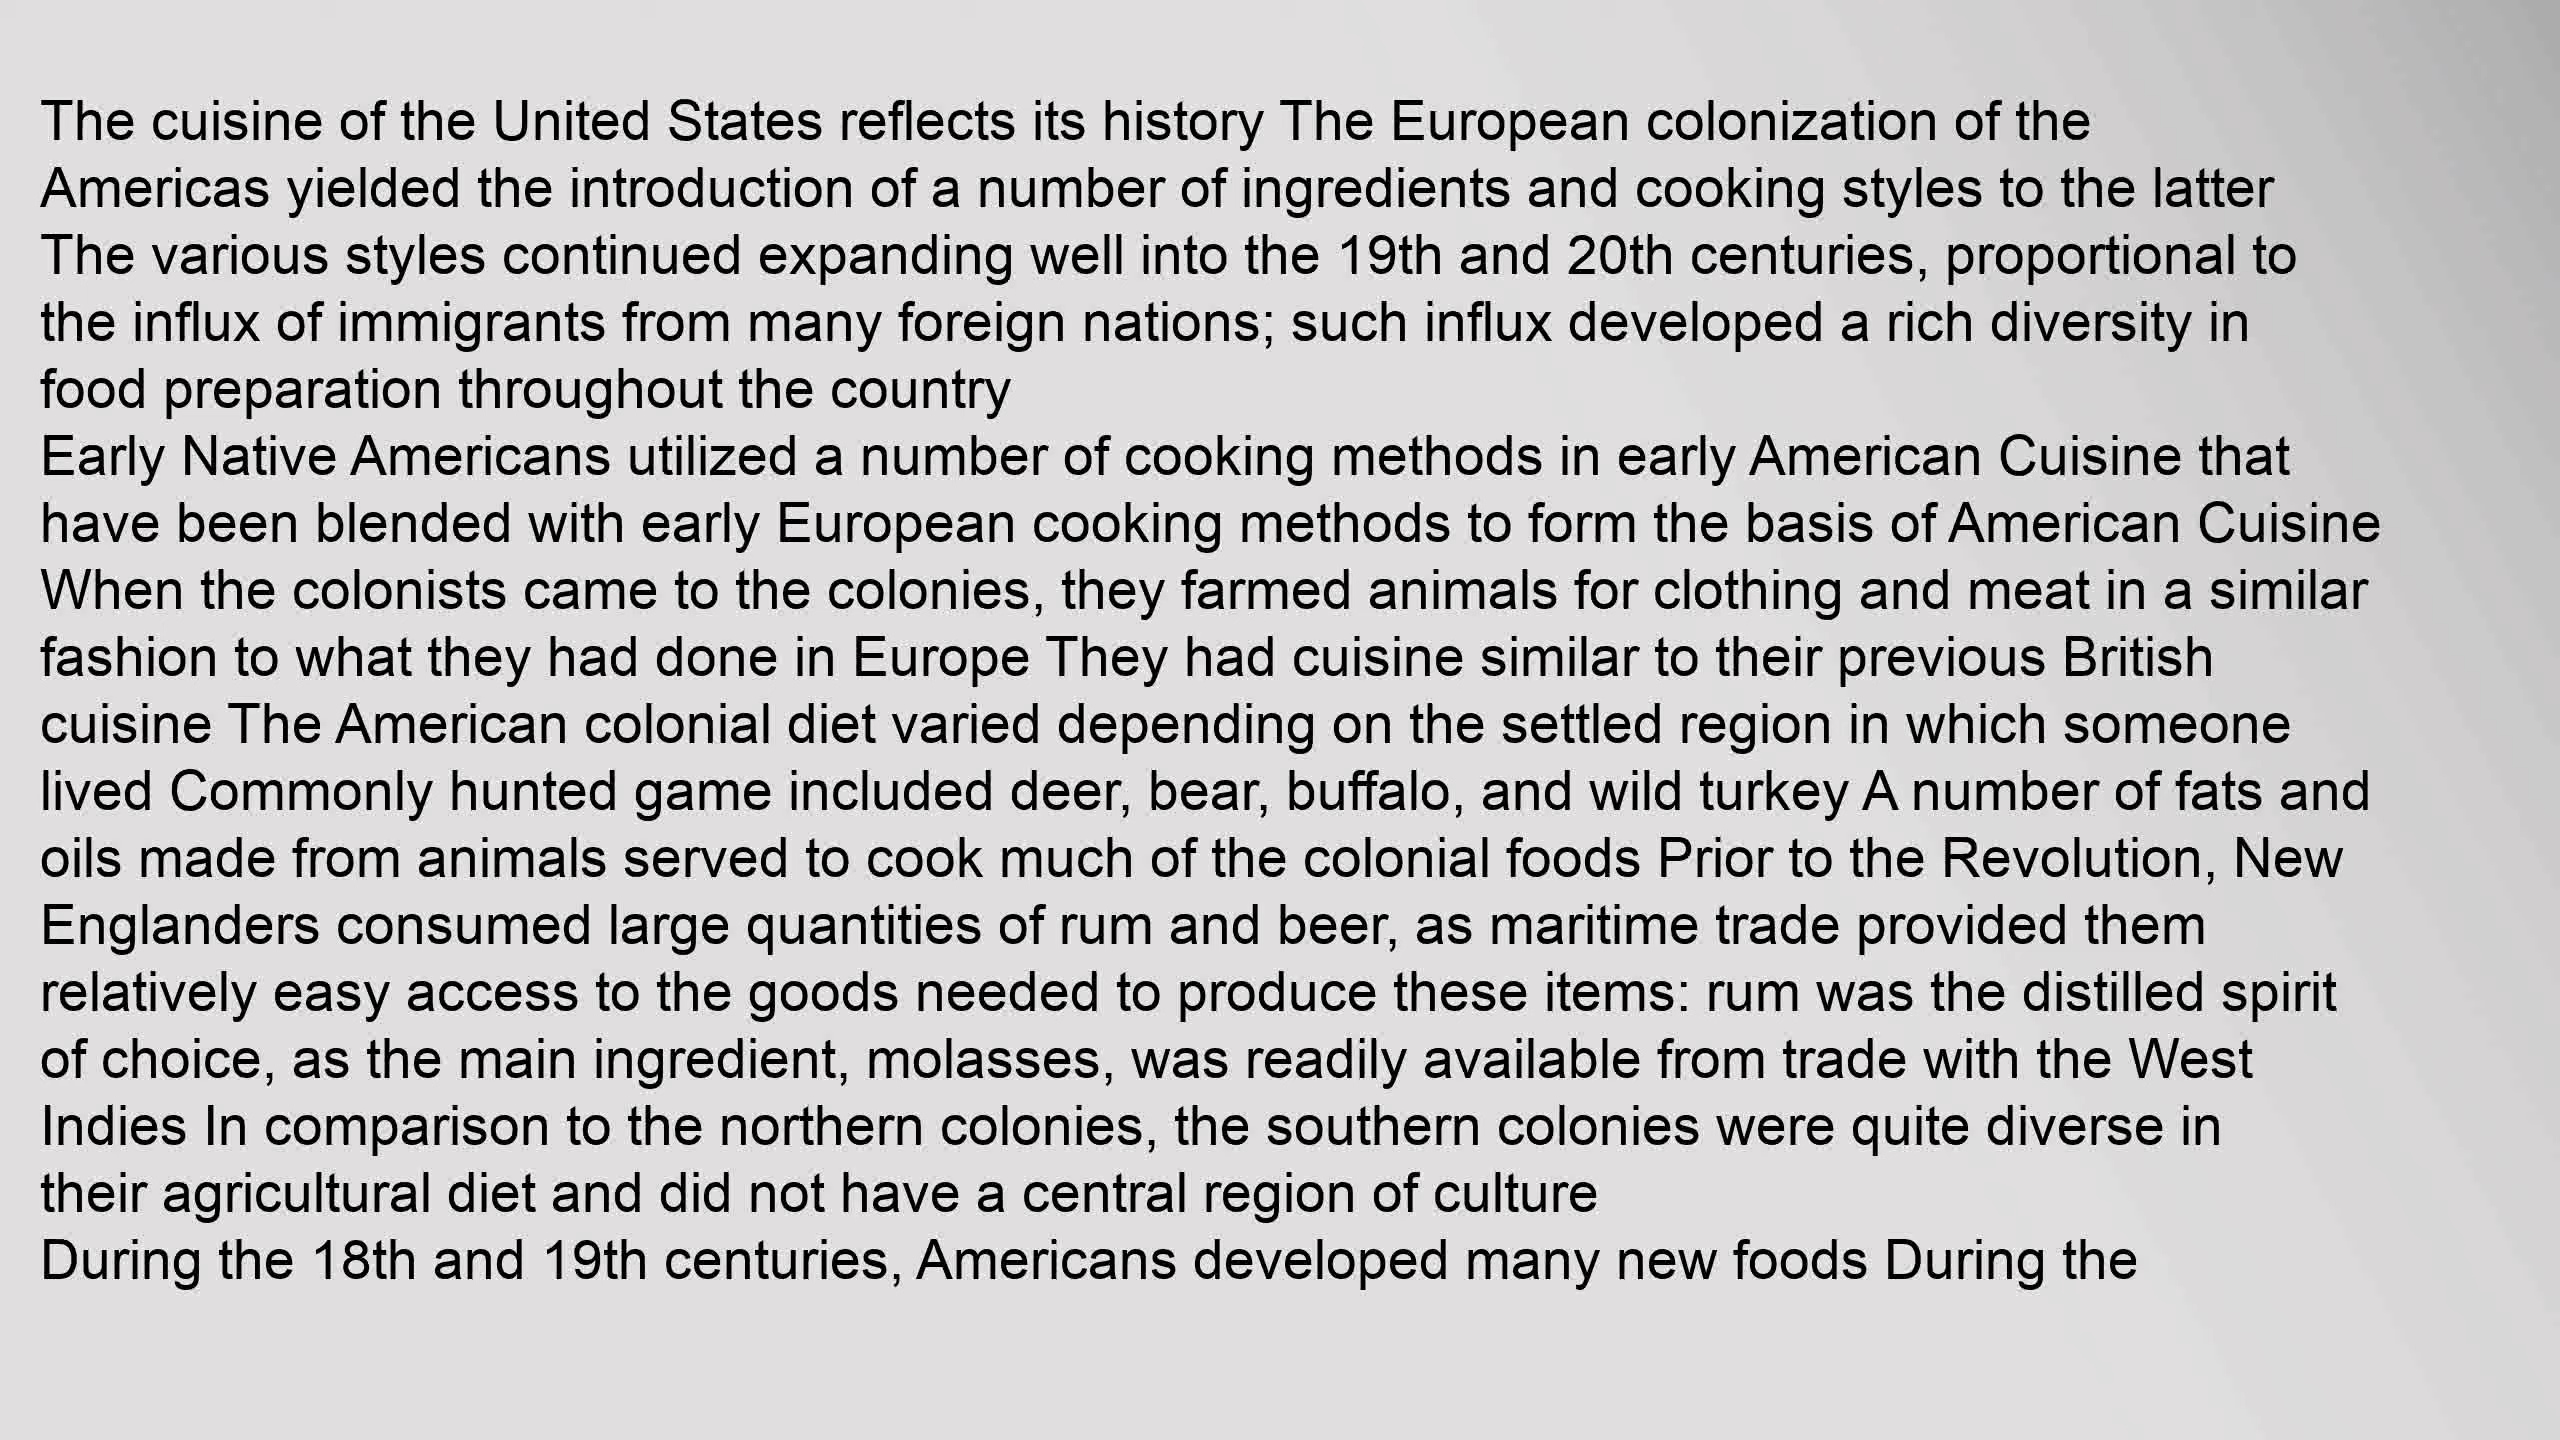 The cuisine of the United States reflects its history The European colonization of the
Americas yielded the introduction of a number of ingredients and cooking styles to the latter
The various styles continued expanding well into the 19th and 20th centuries, proportional to
the influx of immigrants from many foreign nations; such influx developed a rich diversity in
food preparation throughout the country
Early Native Americans utilized a number of cooking methods in early American Cuisine that
have been blended with early European cooking methods to form the basis of American Cuisine
When the colonists came to the colonies, they farmed animals for clothing and meat in a similar
fashion to what they had done in Europe They had cuisine similar to their previous British
cuisine The American colonial diet varied depending on the settled region in which someone
lived Commonly hunted game included deer, bear, buffalo, and wild turkey A number of fats and
oils made from animals served to cook much of the colonial foods Prior to the Revolution, New
Englanders consumed large quantities of rum and beer, as maritime trade provided them
relatively easy access to the goods needed to produce these items: rum was the distilled spirit
of choice, as the main ingredient, molasses, was readily available from trade with the West
Indies In comparison to the northern colonies, the southern colonies were quite diverse in
their agricultural diet and did not have a central region of culture
During the 18th and 19th centuries, Americans developed many new foods During the